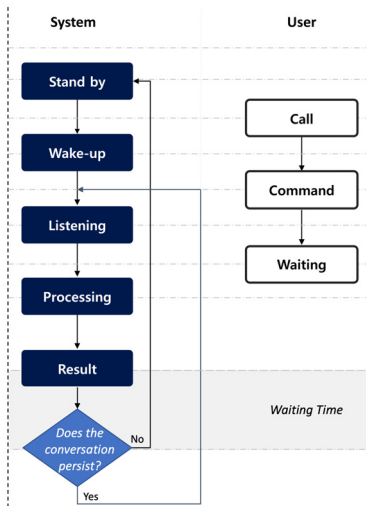 System
User
Stand by
Call
Wake-up
Command
Listening
Waiting
Processing
Result
Waiting Time
Does the
conversation
persist?
No
Yes